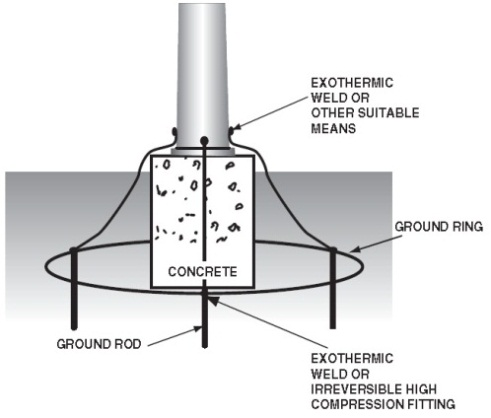 EXOTHERMIC
WELD OR
OTHER SUITABLE
MEANS
GROUND RING
CONCRETE
GROUND ROD
EXOTHERMIC
WELD OR
IRREVERSIBLE HIGH
COMPRESSION FITTING